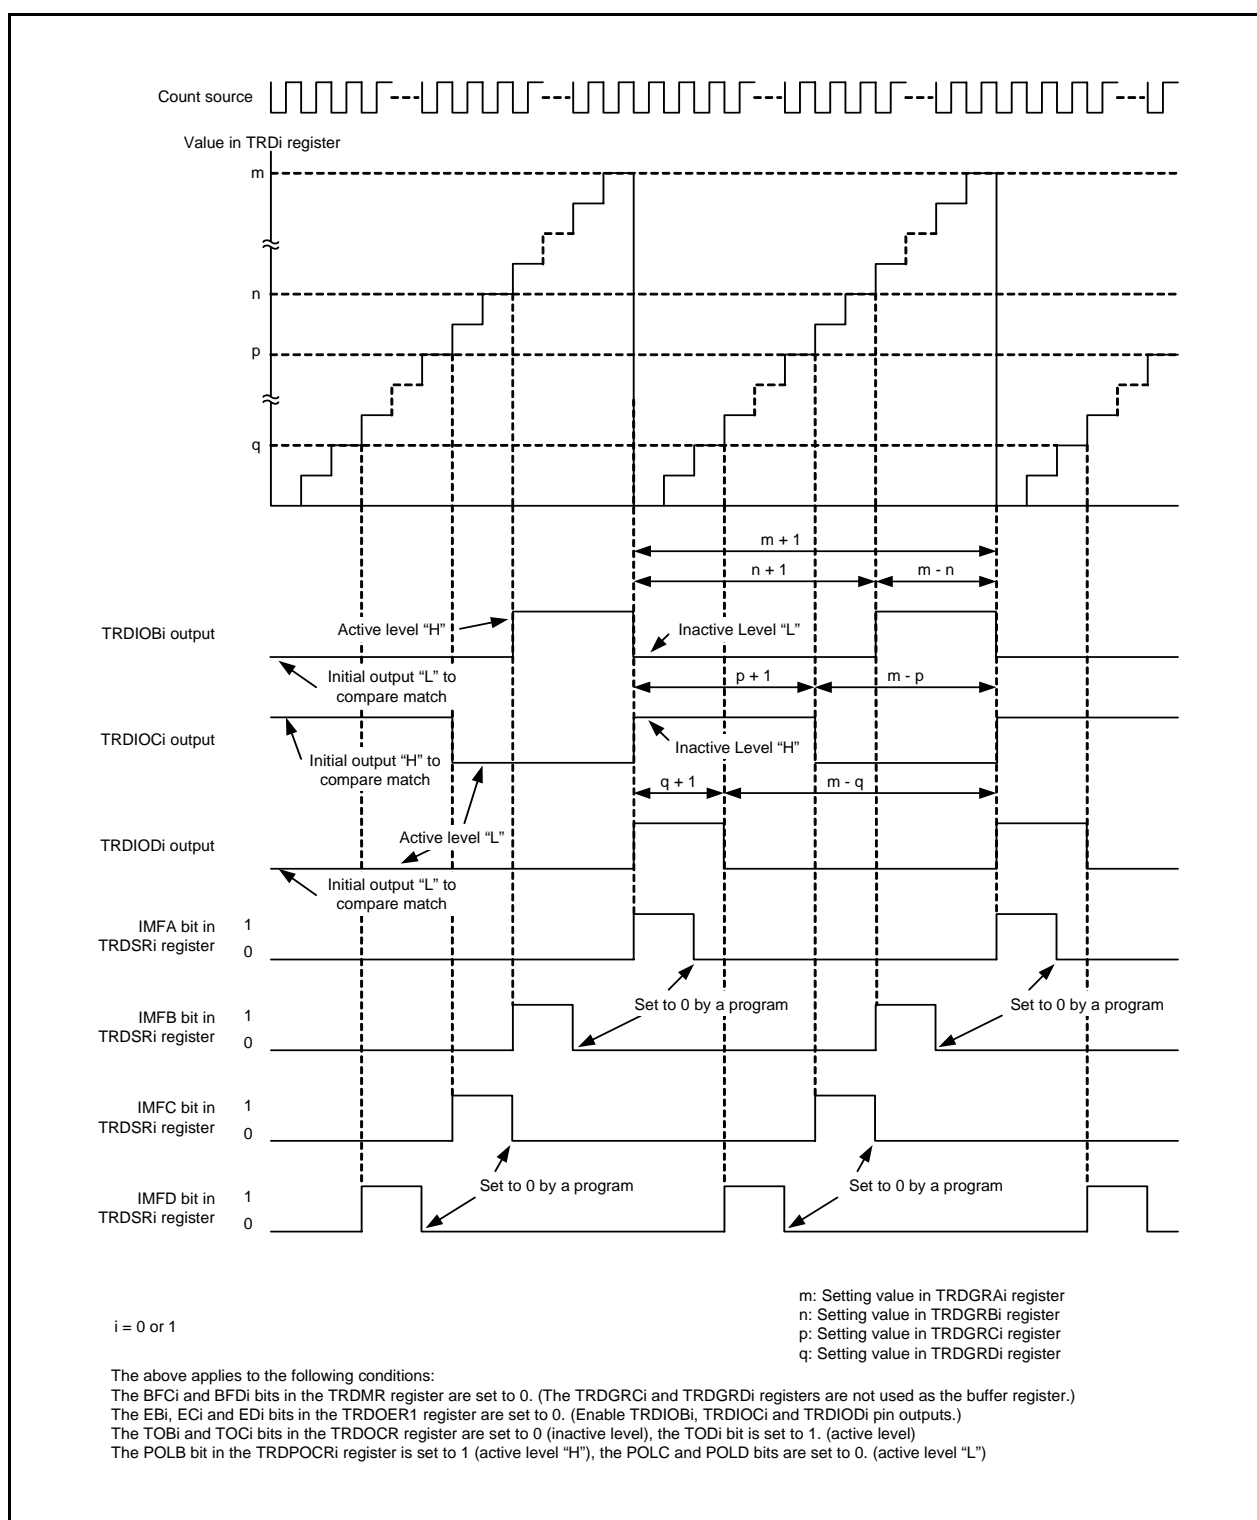 Count source
Value in TRDi register
m
n
p
q
m + 1
n + 1
m - n
Active level “H”
Inactive Level “L”
TRDIOBi output
Initial output “L” to
compare match
p + 1
m - p
TRDIOCi output
Inactive Level “H”
Initial output “H” to
compare match
q + 1
m - q
Active level “L”
TRDIODi output
Initial output “L” to
compare match
IMFA bit in
TRDSRi register
1
0
Set to 0 by a program
Set to 0 by a program
IMFB bit in
TRDSRi register
1
0
IMFC bit in
TRDSRi register
1
0
Set to 0 by a program
Set to 0 by a program
IMFD bit in
TRDSRi register
1
0
m: Setting value in TRDGRAi register
n: Setting value in TRDGRBi register
p: Setting value in TRDGRCi register
q: Setting value in TRDGRDi register
i = 0 or 1
The above applies to the following conditions:
The BFCi and BFDi bits in the TRDMR register are set to 0. (The TRDGRCi and TRDGRDi registers are not used as the buffer register.)
The EBi, ECi and EDi bits in the TRDOER1 register are set to 0. (Enable TRDIOBi, TRDIOCi and TRDIODi pin outputs.)
The TOBi and TOCi bits in the TRDOCR register are set to 0 (inactive level), the TODi bit is set to 1. (active level)
The POLB bit in the TRDPOCRi register is set to 1 (active level “H”), the POLC and POLD bits are set to 0. (active level “L”)